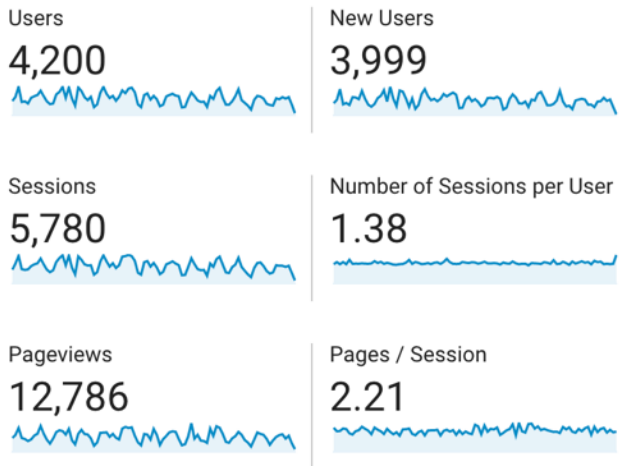 Users
4,200
New Users
3,999
Sessions
5,780
Number of Sessions per User
1.38
Pageviews
12,786
Pages / Session
2.21